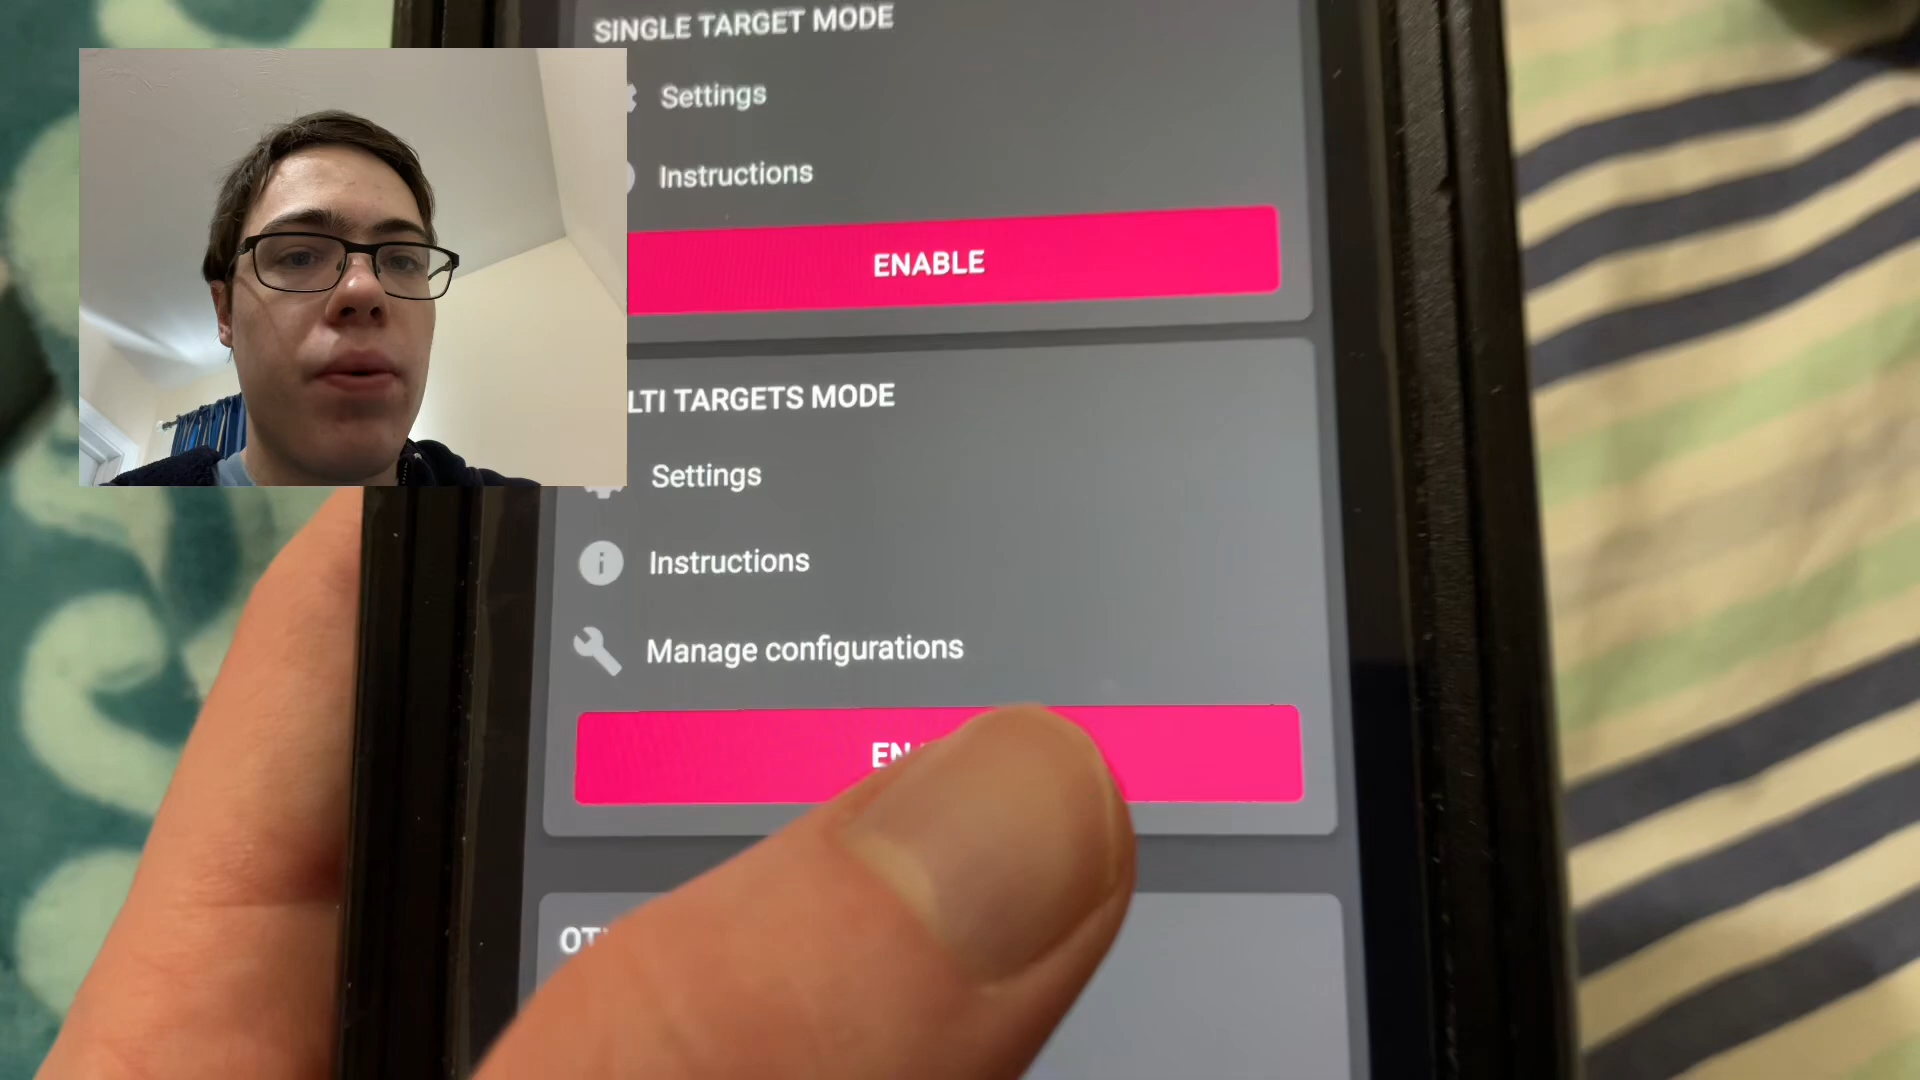 SINGLE TARGET MODE
Settings
Instructions
ENABLE
LTI TARGETS MODE
Settings
Instructions
Manage configurations